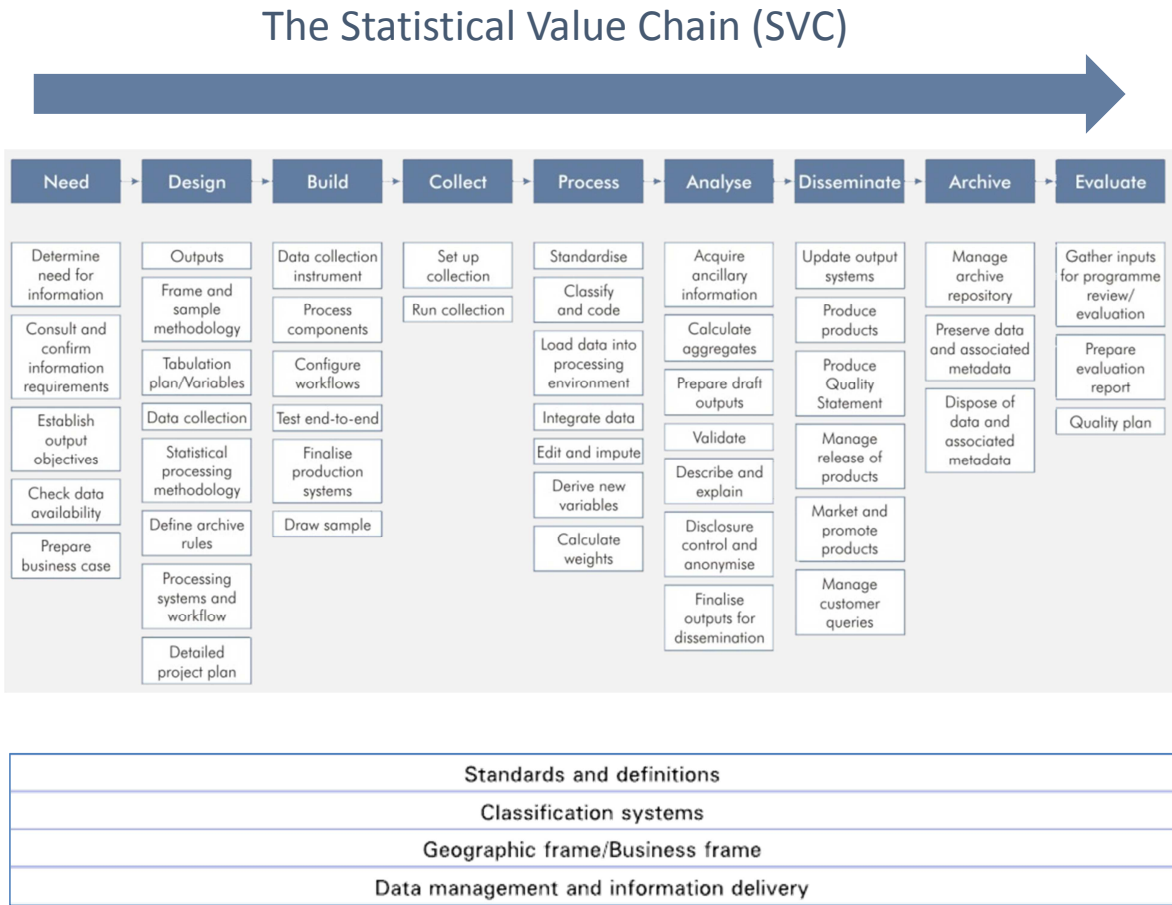 The Statistical Value Chain (SVC)
Need
Design
Build
Collect
Process
Analyse
Disseminate
Archive
Evaluate
Determine
need for
information
Consult and
confirm
information
requirements
Establish
output
objectives
Check data
availability
Prepare
business case
Outputs
Frame and
sample
methodology
Tabulation
plan/Variables
Data collection
Statistical
processing
methodology
Define archive
rules
Processing
systems and
workflow
Detailed
project plan
Data collection
instrument
Process
components
Configure
workflows
Test end-to-end
Finalise
production
systems
Draw sample
Set up
collection
Run collection
Standardise
Classify
and code
Load data into
processing
environment
Integrate data
Edit and impute
Derive new
variables
Calculate
weights
Acquire
ancillary
information
Calculate
aggregates
Prepare draft
outputs
Validate
Describe and
explain
Disclosure
control and
anonymise
Finalise
outputs for
dissemination
Update output
systems
Produce
products
Produce
Quality
Statement
Manage
release of
products
Market and
promote
products
Manage
customer
queries
Manage
archive
repository
Preserve data
and associated
metadata
Dispose of
data and
associated
metadata
Gather inputs
for programme
review/
evaluation
Prepare
evaluation
report
Quality plan
Standards and definitions
Classification systems
Geographic frame/Business frame
Data management and information delivery